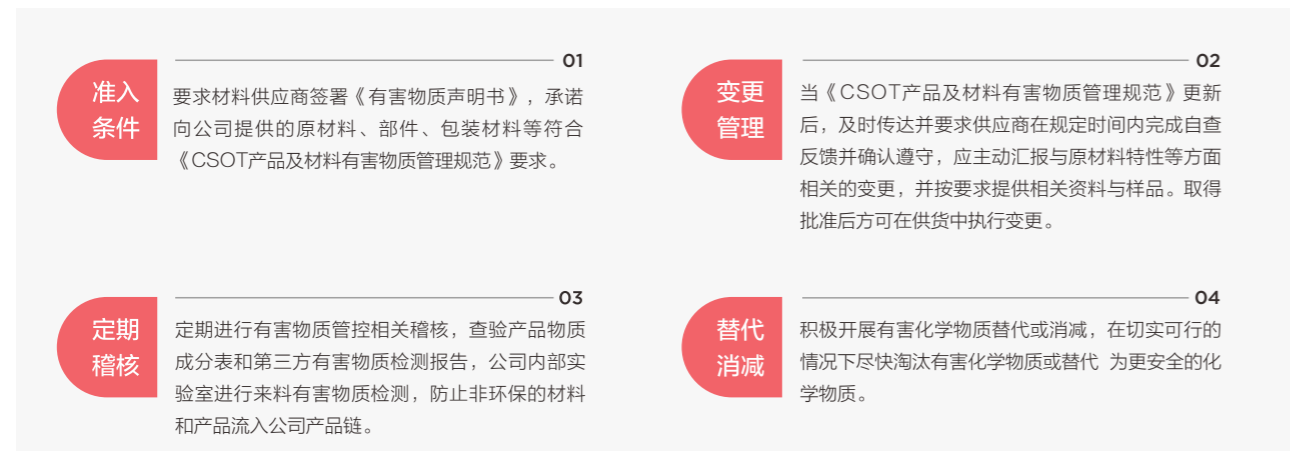 01
准入
条件
要求材料供应商签署《有害物质声明书》，承诺
向公司提供的原材料、部件、包装材料等符合
《CSOT产品及材料有害物质管理规范》要求。
02
变更
管理
当《CSOT产品及材料有害物质管理规范》更新
后，及时传达并要求供应商在规定时间内完成自查
反馈并确认遵守，应主动汇报与原材料特性等方面
相关的变更，并按要求提供相关资料与样品。取得
批准后方可在供货中执行变更。
03
定期
稽核
定期进行有害物质管控相关稽核，查验产品物质
成分表和第三方有害物质检测报告，公司内部实
验室进行来料有害物质检测，防止非环保的材料
和产品流入公司产品链。
04
替代
消减
积极开展有害化学物质替代或消减，在切实可行的
情况下尽快淘汰有害化学物质或替代 为更安全的化
学物质。